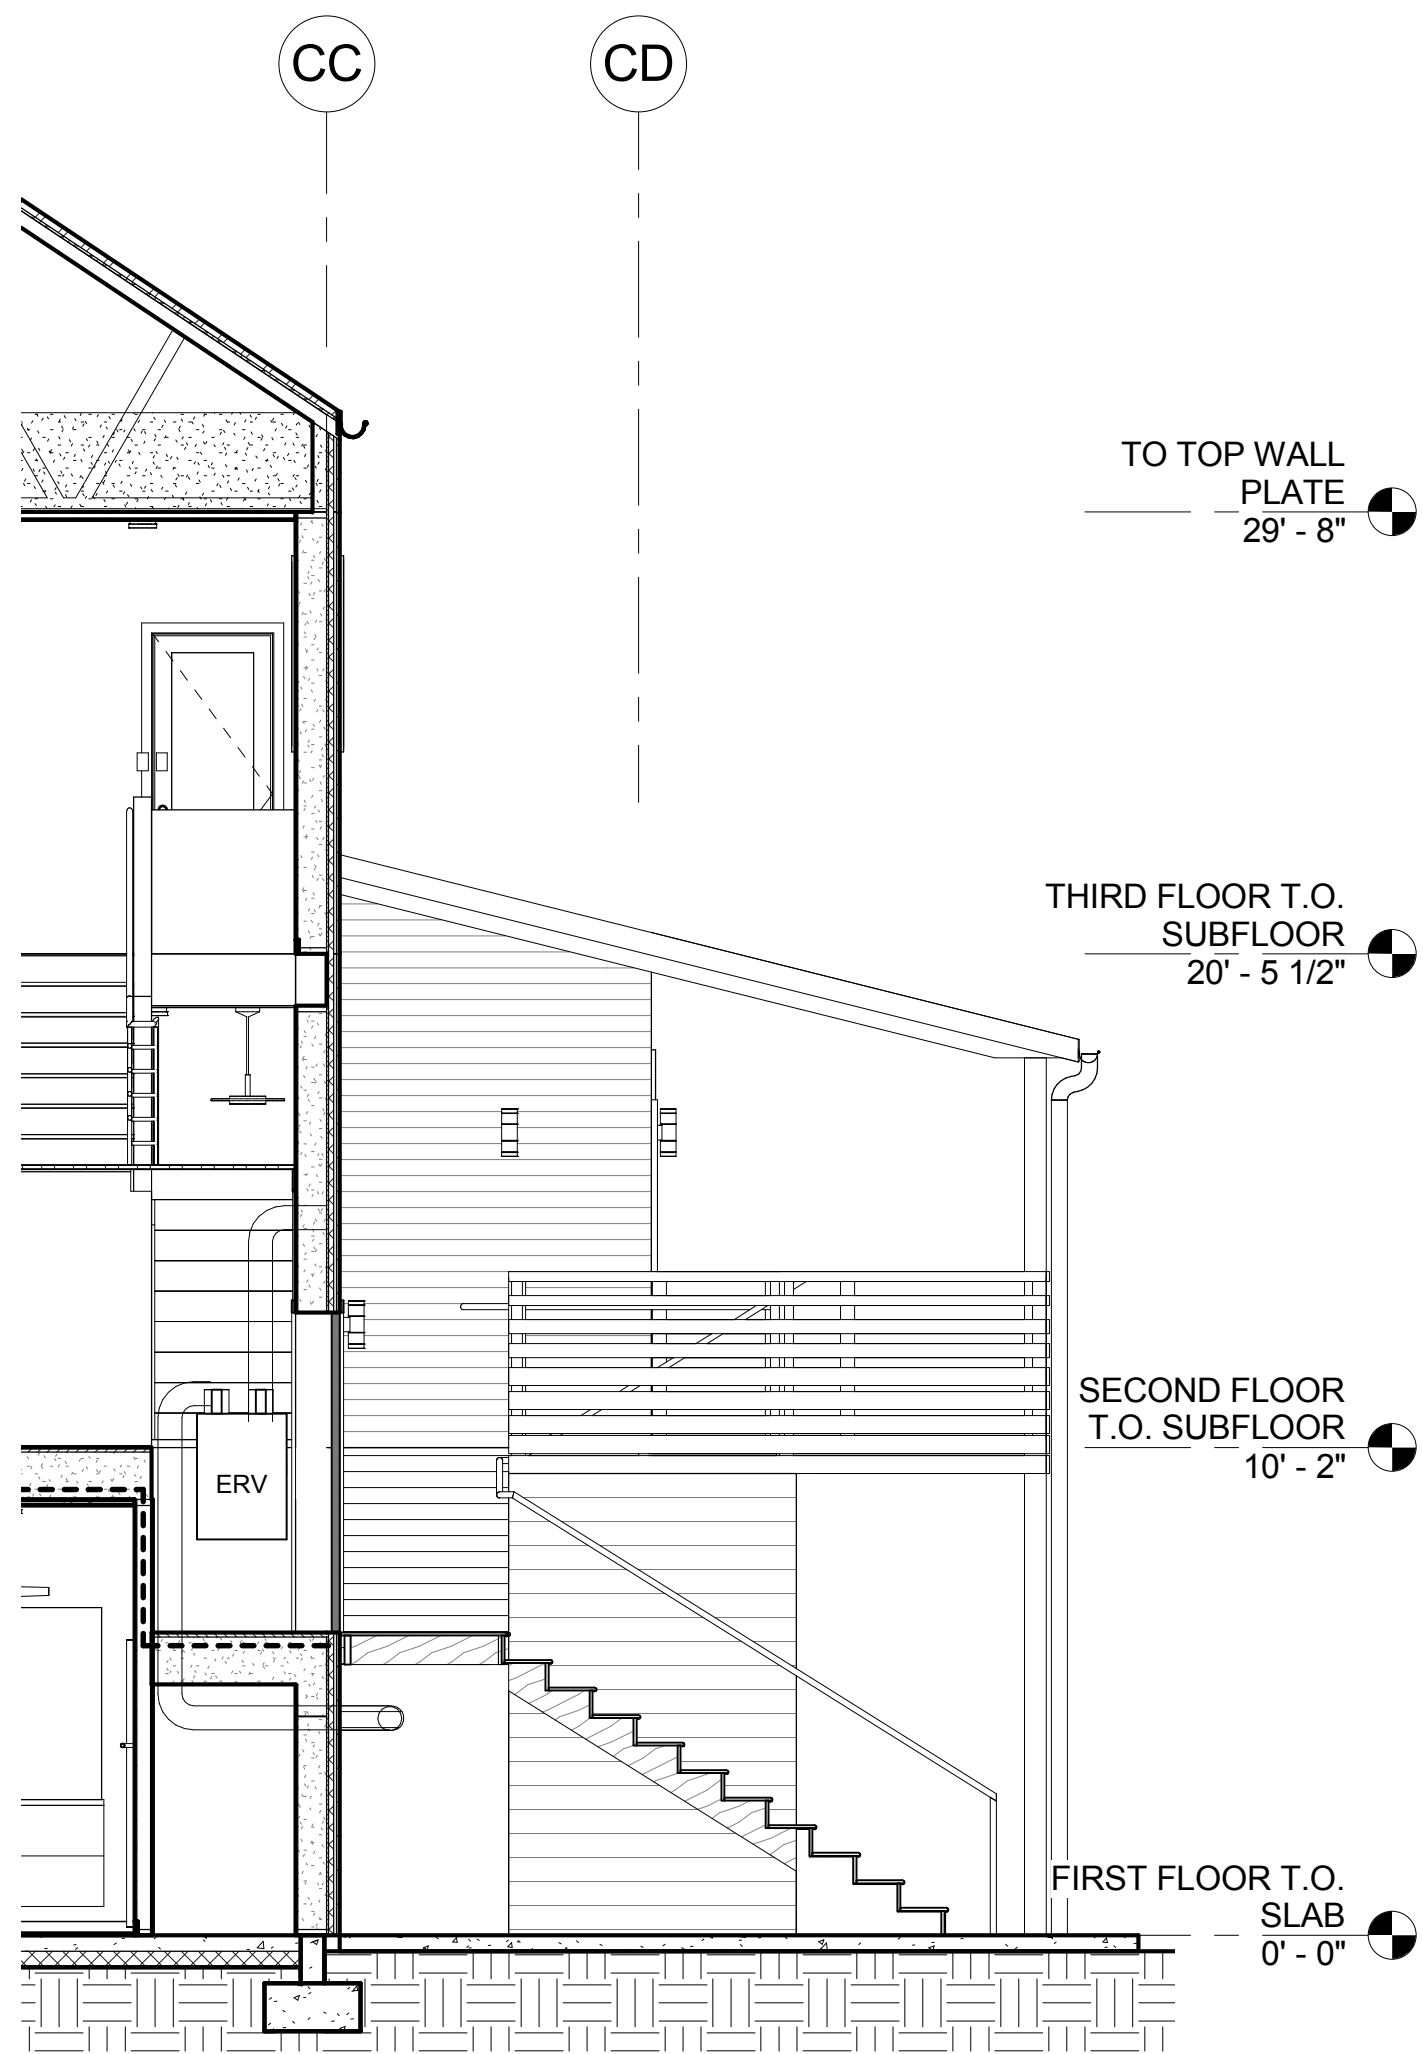 CC
CD
TO TOP WALL
PLATE
29' - 8"
THIRD FLOOR T.O.
SUBFLOOR
20' - 5 1/2"
SECOND FLOOR
T.O. SUBFLOOR
10' - 2"
ERV
FIRST FLOOR T.O.
SLAB
0' - 0"